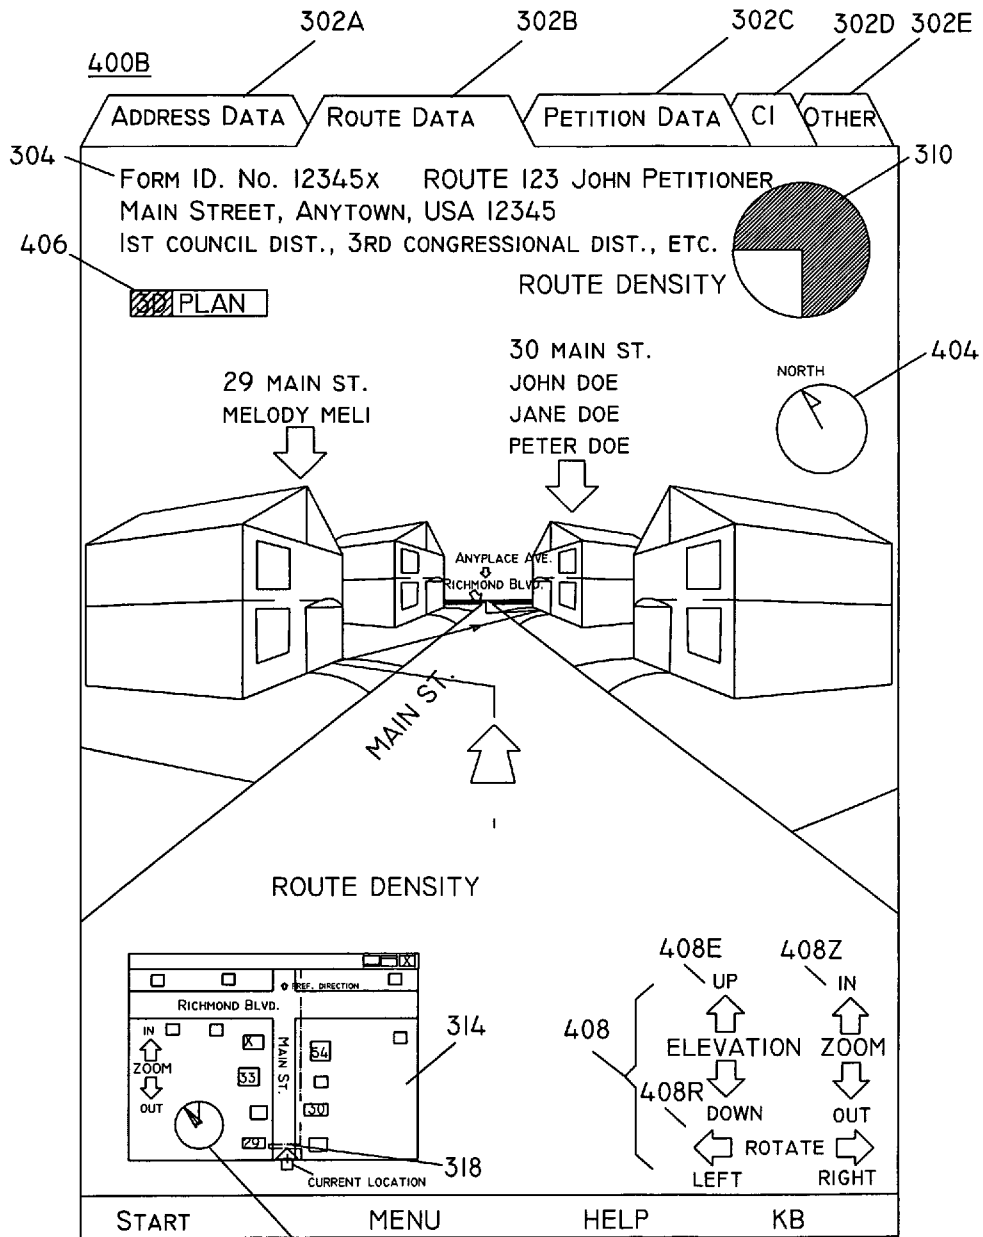 302A 302B 302C 302D 302E
400B
ADDRESS DATA ROUTE DATA PETITION DATA CI OTHER
304
FORM ID. NO. 12345X ROUTE 123 JOHN PETITIONER
310
MAIN STREET, ANYTOWN, USA 12345
1ST COUNCIL DIST., 3RD CONGRESSIONAL DIST., ETC.
406
ROUTE DENSITY
3D PLAN
404
NORTH
29 MAIN ST.
MELODY MELI
30 MAIN ST.
JOHN DOE
JANE DOE
PETER DOE
ANYPLACE AVE.
RICHMOND BLVD.
MAIN ST.
ROUTE DENSITY
X
PREF. DIRECTION
RICHMOND BLVD.
IN
ZOOM
OUT
MAIN ST.
X
33
29
54
30
314
318
CURRENT LOCATION
408E 408Z
UP IN
408
ELEVATION ZOOM
408R
DOWN OUT
ROTATE
LEFT RIGHT
START MENU HELP KB